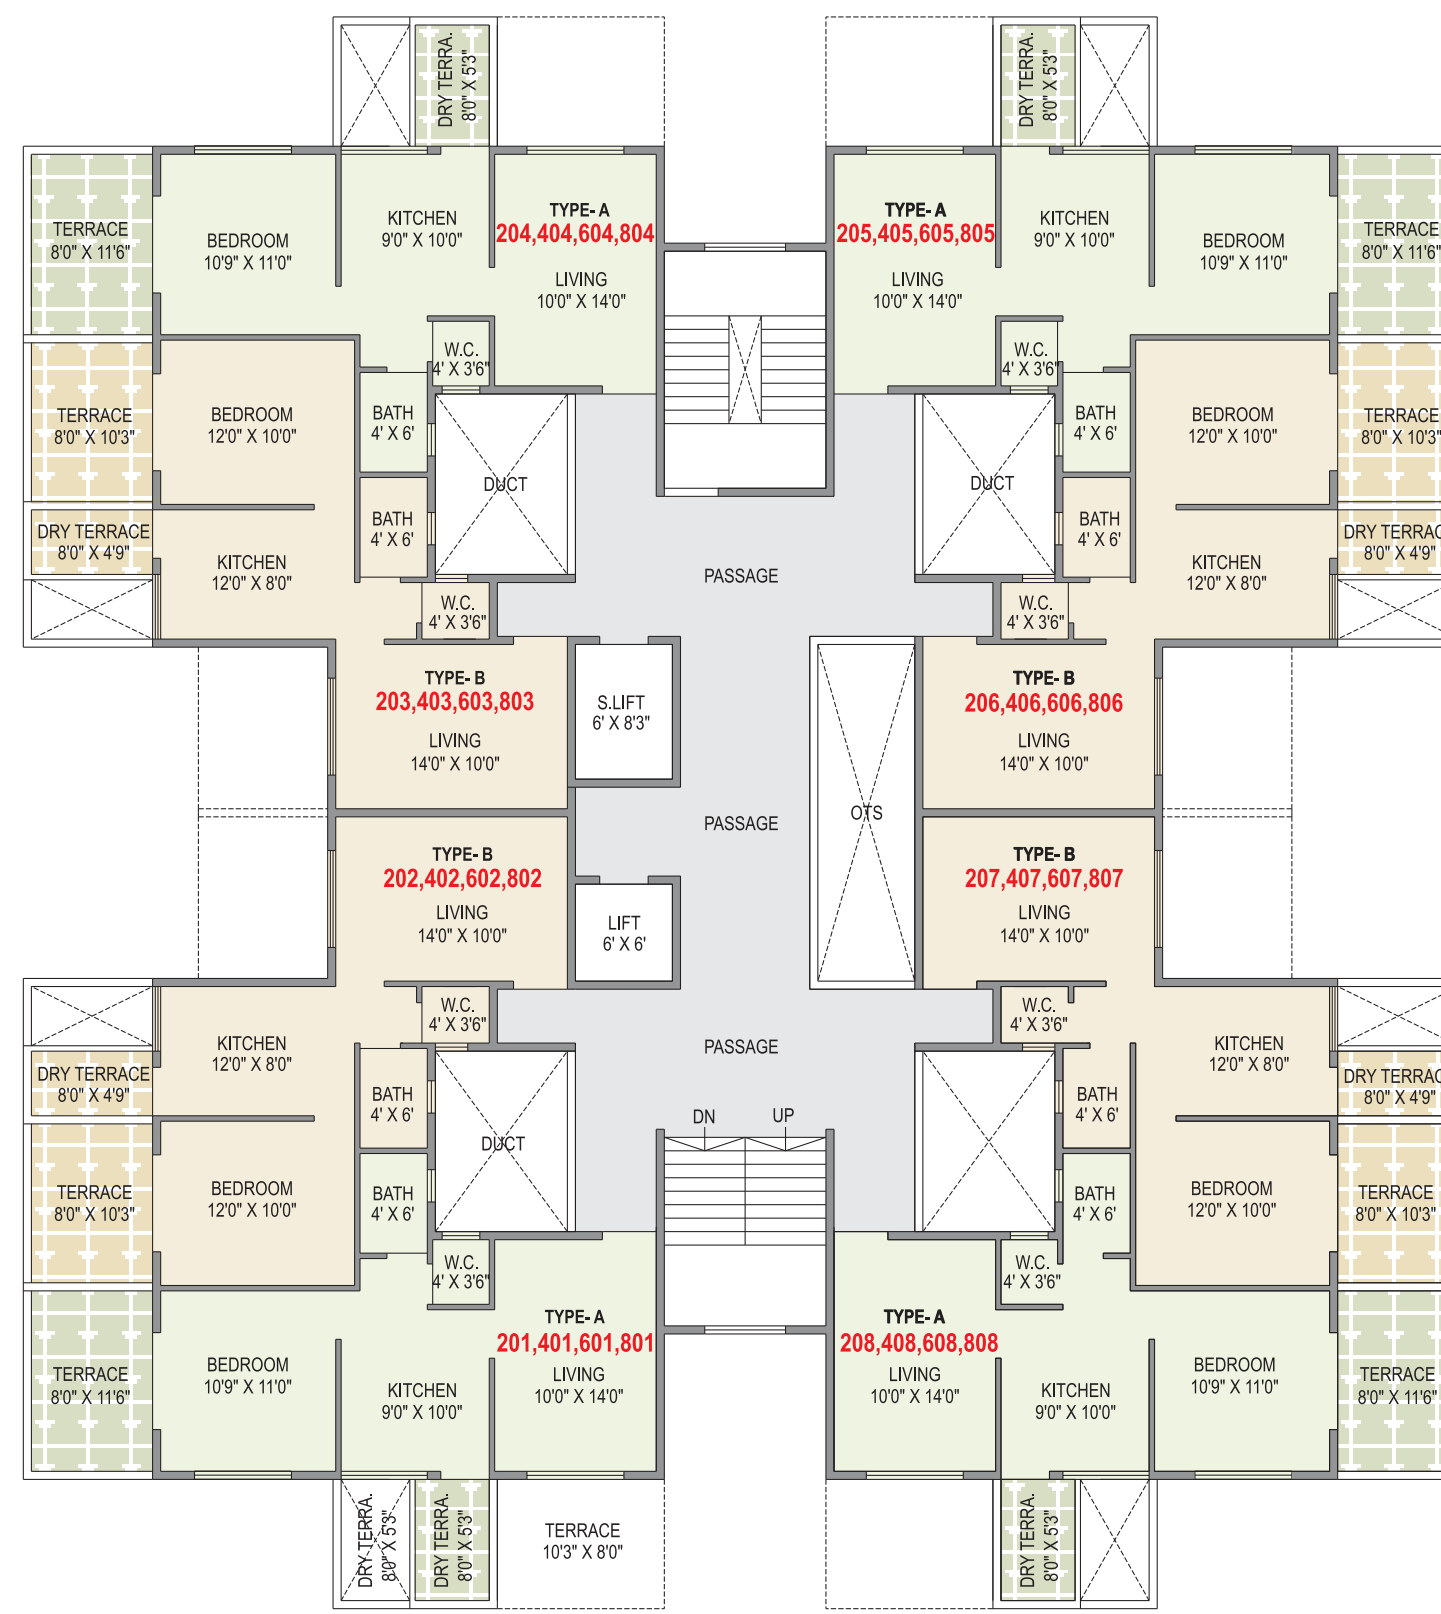 DRY TERRA.
8'0" X 5'3"
DRY TERRA.
8'0" X 5'3"
TERRACE
8'0" X 11'6"
BEDROOM
10'9" X 11'0"
KITCHEN
9'0" X 10'0"
TYPE- A
204,404,604,804
LIVING
10'0" X 14'0"
TYPE- A
205,405,605,805
LIVING
10'0" X 14'0"
KITCHEN
9'0" X 10'0"
BEDROOM
10'9" X 11'0"
TERRACE
8'0" X 11'6"
W.C.
4' X 3'6"
W.C.
4' X 3'6"
TERRACE
8'0" X 10'3"
BEDROOM
12'0" X 10'0"
BATH
4' X 6'
BATH
4' X 6'
BEDROOM
12'0" X 10'0"
TERRACE
8'0" X 10'3"
DUCT
DUCT
DRY TERRACE
8'0" X 4'9"
KITCHEN
12'0" X 8'0"
BATH
4' X 6'
PASSAGE
BATH
4' X 6'
KITCHEN
12'0" X 8'0"
DRY TERRAC
8'0" X 4'9"
W.C.
4' X 3'6"
W.C.
4' X 3'6"
TYPE- B
203,403,603,803
LIVING
14'0" X 10'0"
S.LIFT
6' X 8'3"
TYPE- B
206,406,606,806
LIVING
14'0" X 10'0"
PASSAGE
OTS
TYPE- B
202,402,602,802
LIVING
14'0" X 10'0"
LIFT
6' X 6'
TYPE- B
207,407,607,807
LIVING
14'0" X 10'0"
W.C.
4' X 3'6"
W.C.
4' X 3'6"
KITCHEN
12'0" X 8'0"
PASSAGE
KITCHEN
12'0" X 8'0"
DRY TERRACE
8'0" X 4'9"
BATH
4' X 6'
BATH
4' X 6'
DRY TERRAC
8'0" X 4'9"
DN
UP
DUCT
TERRACE
8'0" X 10'3"
BEDROOM
12'0" X 10'0"
BATH
4' X 6'
BATH
4' X 6'
BEDROOM
12'0" X 10'0"
TERRACE
8'0" X 10'3"
W.C.
4' X 3'6"
W.C.
4' X 3'6"
TERRACE
8'0" X 11'6"
BEDROOM
10'9" X 11'0"
KITCHEN
9'0" X 10'0"
TYPE- A
201,401,601,801
LIVING
10'0" X 14'0"
TYPE- A
208,408,608,808
LIVING
10'0" X 14'0"
KITCHEN
9'0" X 10'0"
BEDROOM
10'9" X 11'0"
TERRACE
8'0" X 11'6"
DRY TERRA.
8'0" X 5'3"
DRY TERRA.
8'0" X 5'3"
TERRACE
10'3" X 8'0"
DRY TERRA.
8'0" X 5'3"